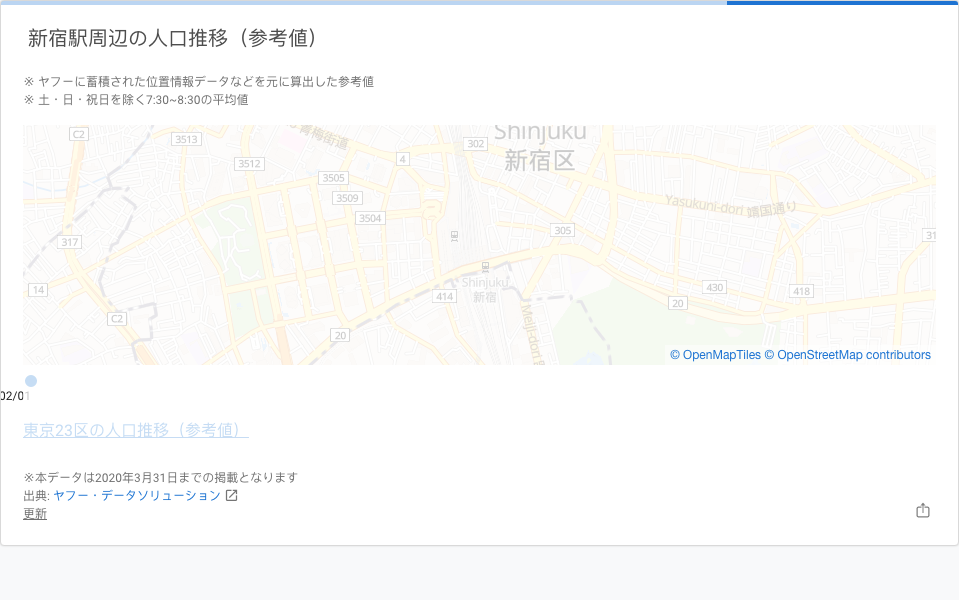 新宿駅周辺の人口推移（参考値）
※ ヤフーに蓄積された位置情報データなどを元に算出した参考値
※ 土・日・祝日を除く7:30~8:30の平均値
C2
3513
青梅街道
302
Shinjuku
新宿区
4
3512
3505
3509
3504
Yasukuni-dori 靖国通り
305
31
317
Shinjuku
新宿
14
414
430
418
20
C2
20
Meiji-dori
© OpenMapTiles © OpenStreetMap contributors
02/01
東京23区の人口推移（参考値）
※本データは2020年3月31日までの掲載となります
出典: ヤフー・データソリューション
更新